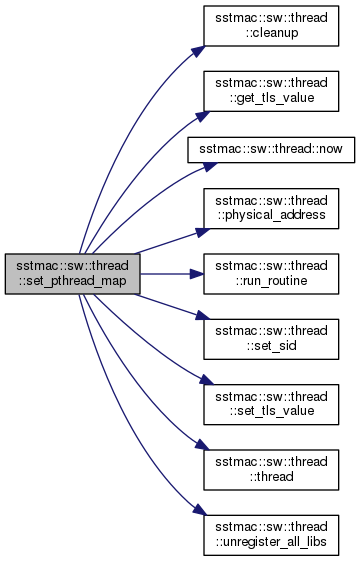 sstmac::sw::thread
::cleanup
sstmac::sw::thread
::get_tls_value
sstmac::sw::thread::now
sstmac::sw::thread
::physical_address
sstmac::sw::thread
::set_pthread_map
sstmac::sw::thread
::run_routine
sstmac::sw::thread
::set_sid
sstmac::sw::thread
::set_tls_value
sstmac::sw::thread
::thread
sstmac::sw::thread
::unregister_all_libs